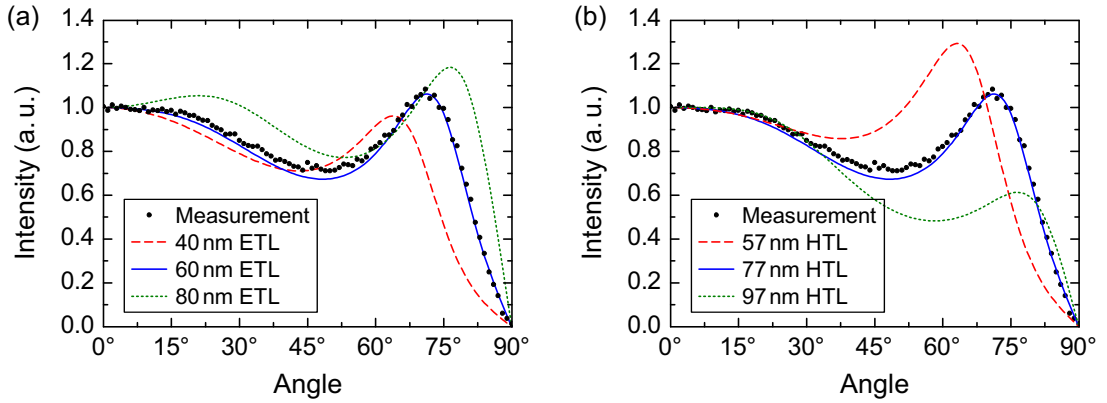 (a)
1.4
1.2
1.0
0.8
0.6
0.4
0.2
0.0
Intensity (a. u.)
Measurement
40 nm ETL
60 nm ETL
80 nm ETL
0° 15° 30° 45° 60° 75° 90°
Angle
(b)
1.4
1.2
1.0
0.8
0.6
0.4
0.2
0.0
Intensity (a. u.)
Measurement
57 nm HTL
77 nm HTL
97 nm HTL
0° 15° 30° 45° 60° 75° 90°
Angle